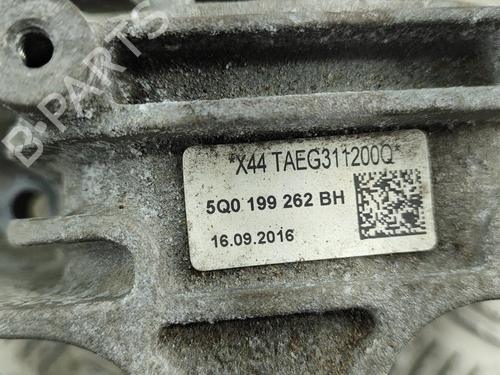 B-PARTS
*X44 TAEG311200Q*
5Q0 199 262 BH
16.09.2016